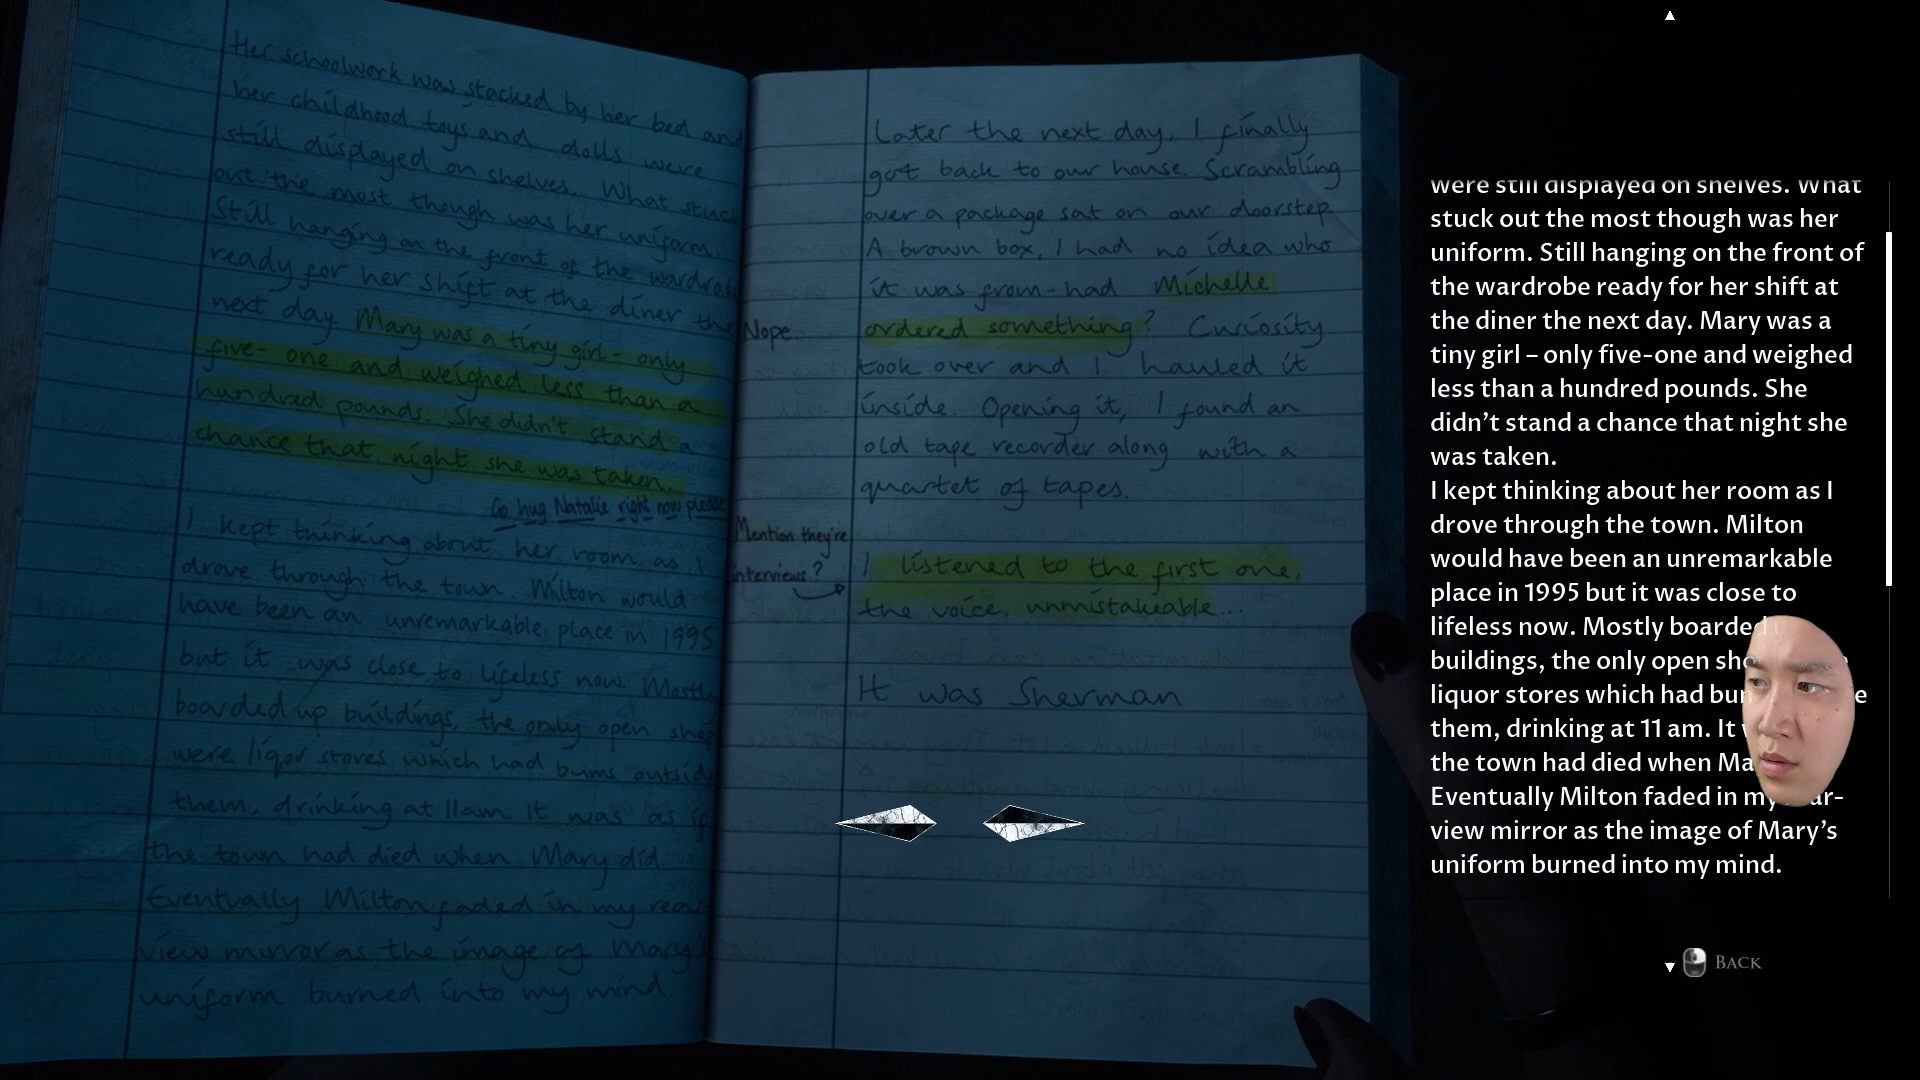 Her schoolwork was stacked by her bed and
her childhood toys and dolls were
still displayed on shelves. What stuck
out the most though was her uniform.
Still hanging on the front of the wardrobe
ready for her shift at the diner the
next day. Mary was a tiny girl - only
five- one and weighed less than a
hundred pounds. She didn't stand a
chance that night she was taken.
Go hug Natalie right now please
I kept thinking about her room as I
drove through the town. Milton would
have been an unremarkable place in 1995
but it was close to lifeless now. Mostly
boarded up buildings, the only open shops
were liqor stores which had bums outside
them, drinking at 11am. It was as if
the town had died when Mary did.
Eventually Milton faded in my rear
view mirror as the image of Mary's
uniform burned into my mind.
Later the next day, I finally
got back to our house. Scrambling
over a package sat on our doorstep.
A brown box, I had no idea who
it was from - had Michelle
Nope.
ordered something? Curiosity
took over and I hauled it
inside. Opening it, I found an
old tape recorder along with a
quartet of tapes.
Mention they're
interviews?
I listened to the first one,
the voice, unmistakeable...
It was Sherman
were still displayed on shelves. What
stuck out the most though was her
uniform. Still hanging on the front of
the wardrobe ready for her shift at
the diner the next day. Mary was a
tiny girl – only five-one and weighed
less than a hundred pounds. She
didn't stand a chance that night she
was taken.
I kept thinking about her room as I
drove through the town. Milton
would have been an unremarkable
place in 1995 but it was close to
lifeless now. Mostly boarded
buildings, the only open
liquor stores which had
them, drinking at 11 am. It
the town had died when
Eventually Milton faded in my
view mirror as the image of Mary's
uniform burned into my mind.
BACK